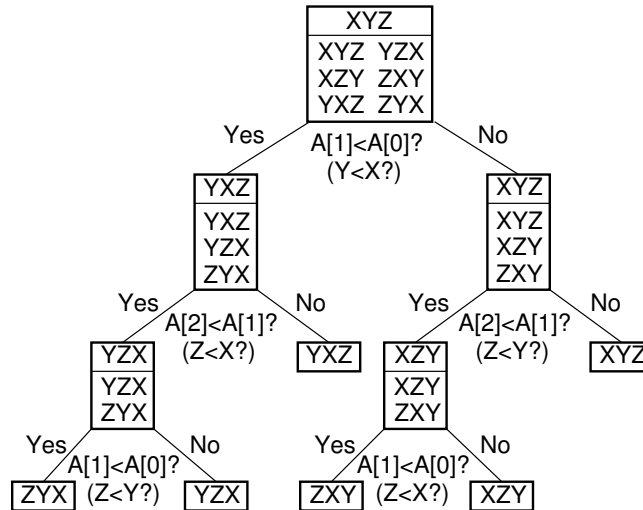 XYZ
XYZ YZX
XZY ZXY
YXZ ZYX
Yes
A[1]<A[0]?
(Y<X?)
No
YXZ
YXZ
YZX
ZYX
XYZ
XYZ
XZY
ZXY
Yes
A[2]<A[1]?
(Z<X?)
No
Yes
A[2]<A[1]?
(Z<Y?)
No
YZX
YZX
ZYX
YXZ
XZY
XZY
ZXY
XYZ
Yes
A[1]<A[0]?
(Z<Y?)
No
Yes
A[1]<A[0]?
(Z<X?)
No
ZYX
YZX
ZXY
XZY